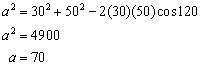 a² = 30² + 50² − 2(30)(50)cos120
a² = 4900
a = 70